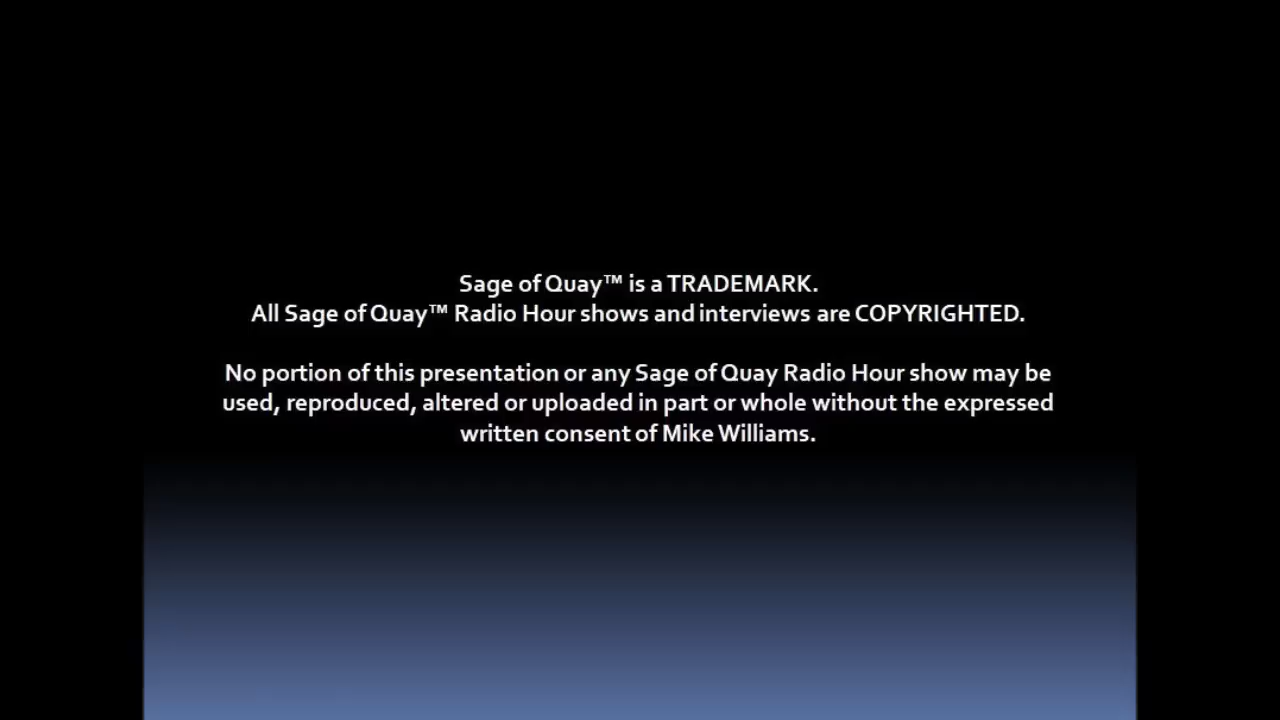 Sage of Quay™ is a TRADEMARK.
All Sage of Quay™ Radio Hour shows and interviews are COPYRIGHTED.
No portion of this presentation or any Sage of Quay Radio Hour show may be
used, reproduced, altered or uploaded in part or whole without the expressed
written consent of Mike Williams.